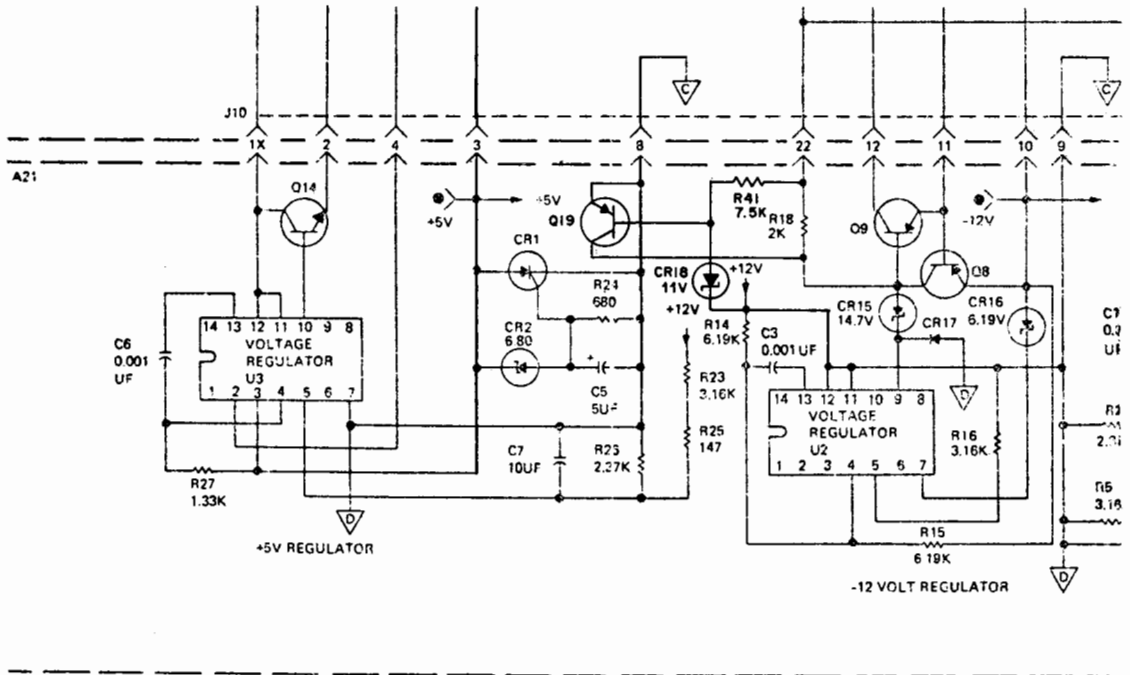 C
C
J10
1X 2 4 3 8 22 12 11 10 9
A21
Q14
+5V
+5V
Q19
R41
7.5K
R18
2K
Q9
-12V
CR1
CR18
11V
+12V
+12V
Q8
CR15
14.7V
CR16
6.19V
CR17
R24
680
CR2
6.80
C5
5UF
+
R14
6.19K
C3
0.001 UF
C6
0.001
UF
14 13 12 11 10 9 8
VOLTAGE
REGULATOR
U3
1 2 3 4 5 6 7
R23
3.16K
R25
147
14 13 12 11 10 9 8
VOLTAGE
REGULATOR
U2
1 2 3 4 5 6 7
D
R16
3.16K
R27
1.33K
C7
10UF
2.37K
D
+5V REGULATOR
R15
6.19K
R5
3.16
D
-12 VOLT REGULATOR